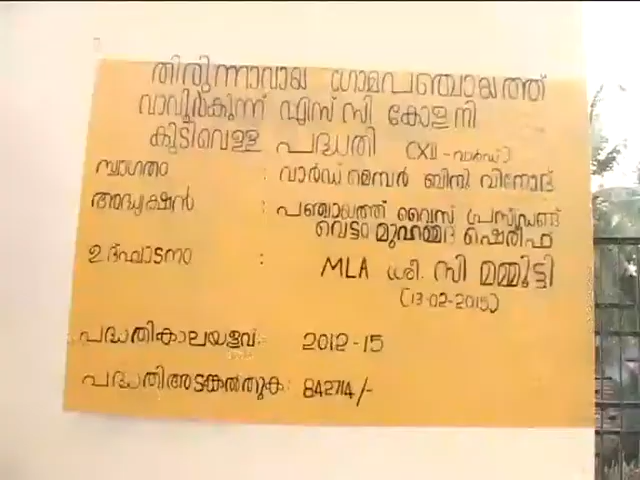 തിരുന്നാവായ ഗ്രാമപഞ്ചായത്ത്
വാവൂർകുന്ന് എസ് സി കോളനി
കുടിവെള്ള പദ്ധതി (XII - വാർഡ്)
സ്വാഗതം : വാർഡ് മെമ്പർ ബിന്ദു വിനോദ്
അദ്ധ്യക്ഷൻ : പഞ്ചായത്ത് വൈസ് പ്രസിഡണ്ട്
വെട്ടം മുഹമ്മദ് ഷെരീഫ്
ഉദ്ഘാടനം : MLA ശ്രീ. സി മമ്മൂട്ടി
(13-02-2015)
പദ്ധതികാലയളവ് :- 2012-15
പദ്ധതിഅടങ്കൽതുക : 842714/-